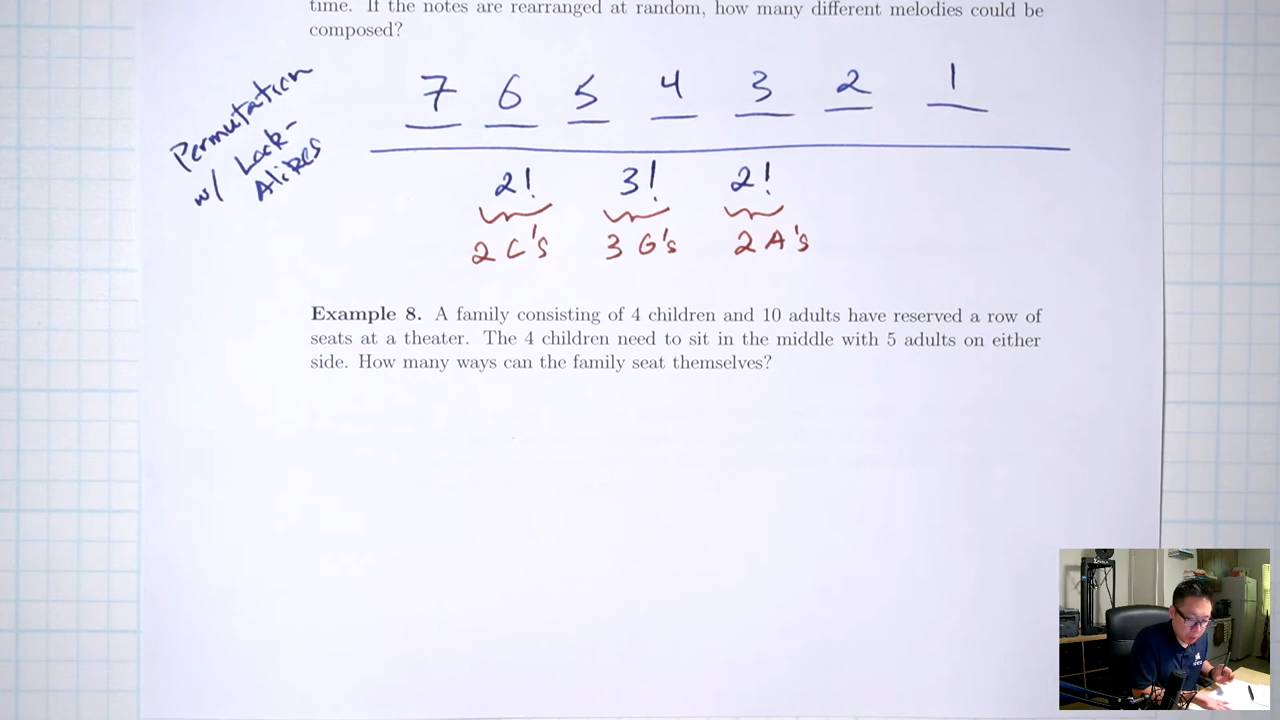 time. If the notes are rearranged at random, how many different melodies could be
composed?
Permutation
w/ Look-
Alikes
7 6 5 4 3 2 1
2! 3! 2!
2 C's 3 G's 2 A's
Example 8. A family consisting of 4 children and 10 adults have reserved a row of
seats at a theater. The 4 children need to sit in the middle with 5 adults on either
side. How many ways can the family seat themselves?